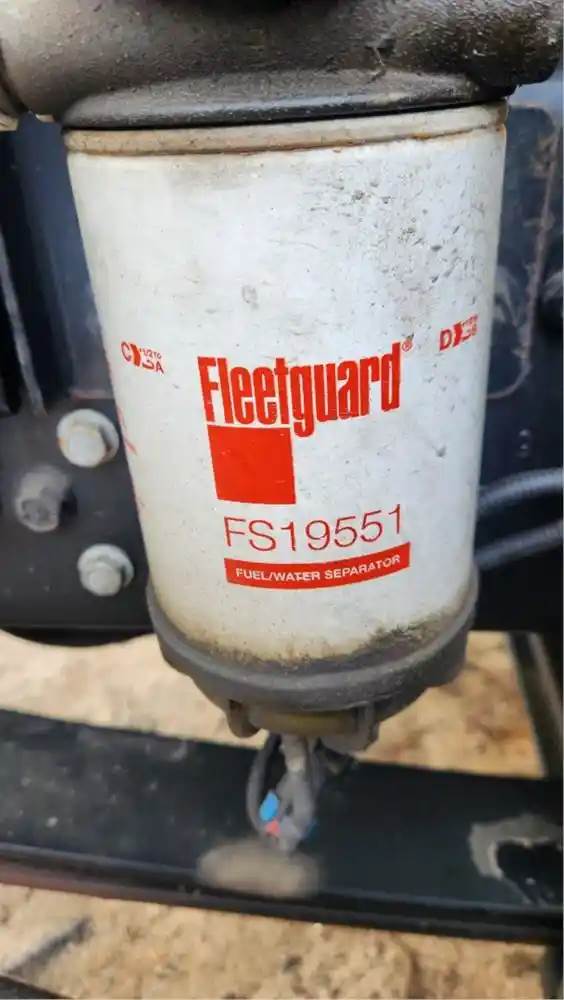 Fleetguard®
FS19551
FUEL/WATER SEPARATOR